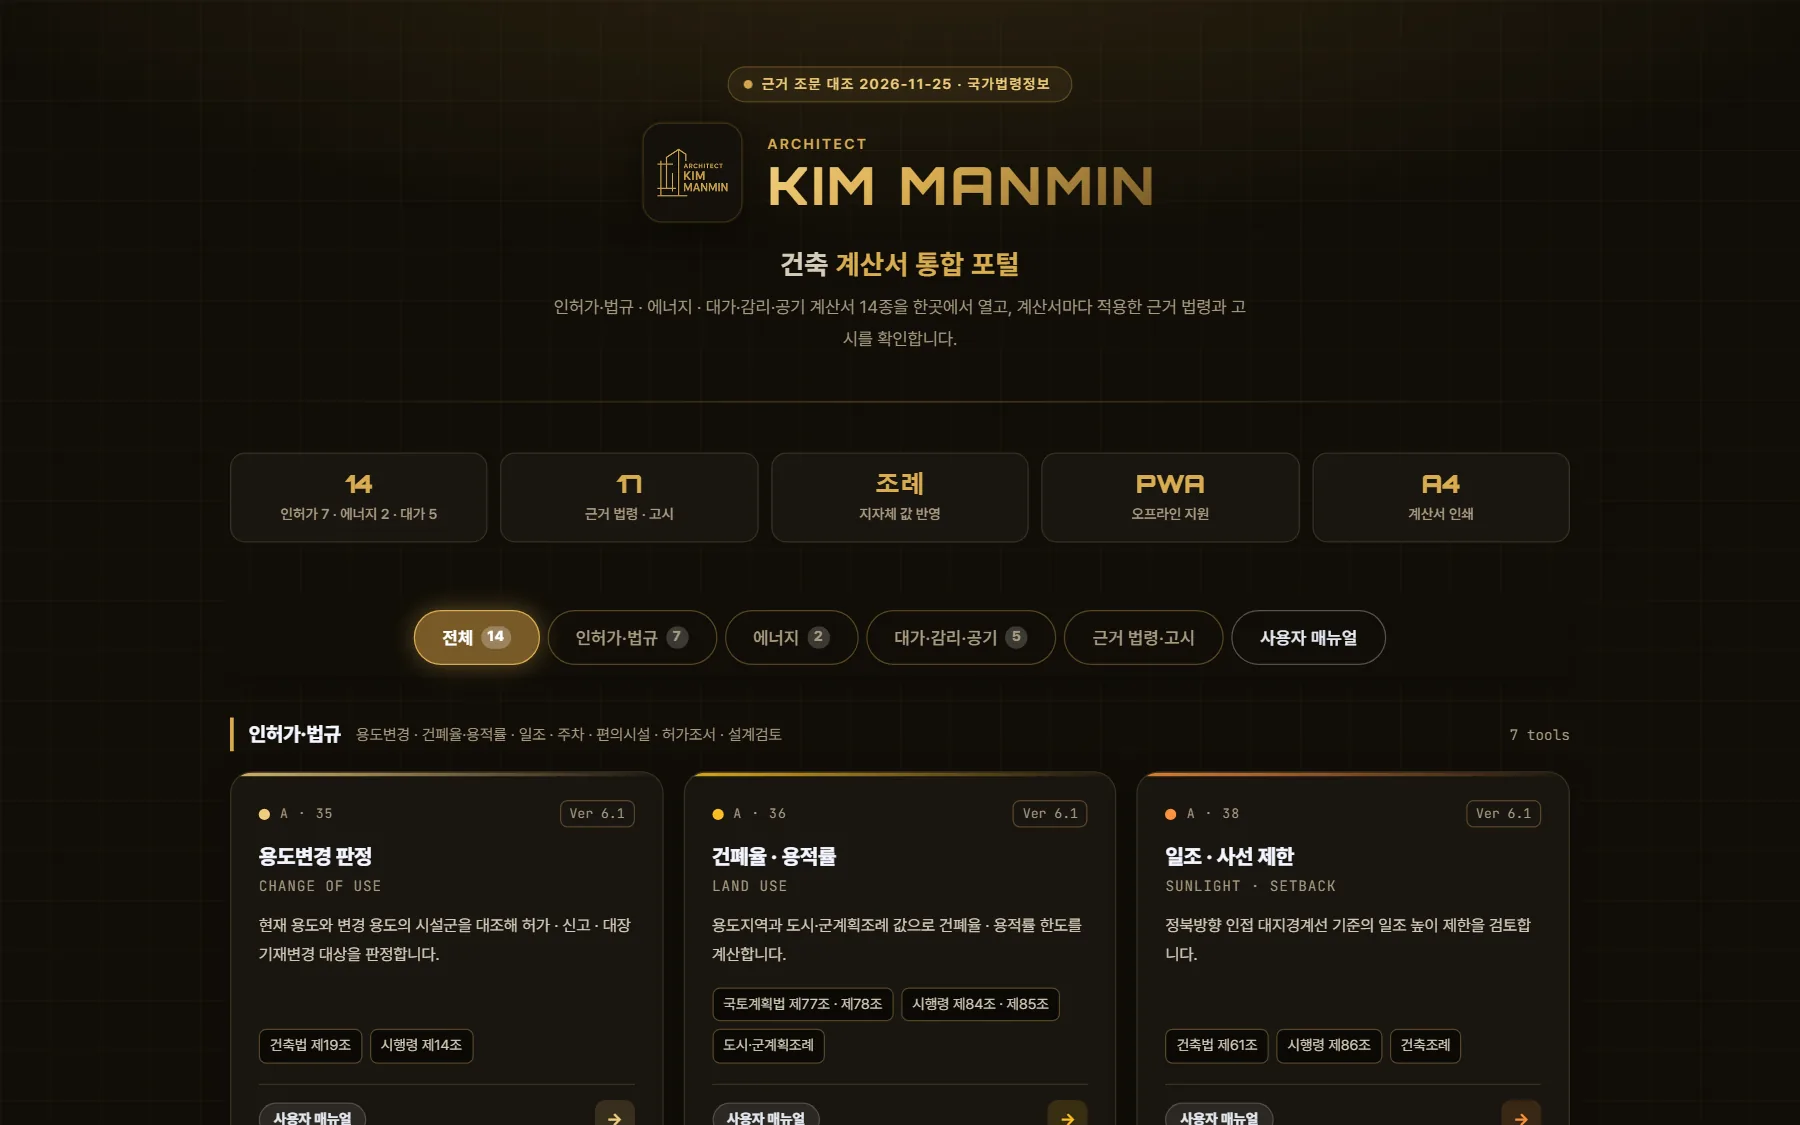 근거 조문 대조 2026-11-25 · 국가법령정보
ARCHITECT
KIM
MANMIN
ARCHITECT
KIM MANMIN
건축 계산서 통합 포털
인허가·법규 · 에너지 · 대가·감리·공기 계산서 14종을 한곳에서 열고, 계산서마다 적용한 근거 법령과 고
시를 확인합니다.
14
인허가 7 · 에너지 2 · 대가 5
17
근거 법령 · 고시
조례
지자체 값 반영
PWA
오프라인 지원
A4
계산서 인쇄
전체 14
인허가·법규 7
에너지 2
대가·감리·공기 5
근거 법령·고시
사용자 매뉴얼
인허가·법규 용도변경 · 건폐율·용적률 · 일조 · 주차 · 편의시설 · 허가조서 · 설계검토
7 tools
A · 35
Ver 6.1
용도변경 판정
CHANGE OF USE
현재 용도와 변경 용도의 시설군을 대조해 허가 · 신고 · 대장
기재변경 대상을 판정합니다.
건축법 제19조
시행령 제14조
사용자 매뉴얼
→
A · 36
Ver 6.1
건폐율 · 용적률
LAND USE
용도지역과 도시·군계획조례 값으로 건폐율 · 용적률 한도를
계산합니다.
국토계획법 제77조 · 제78조
시행령 제84조 · 제85조
도시·군계획조례
사용자 매뉴얼
→
A · 38
Ver 6.1
일조 · 사선 제한
SUNLIGHT · SETBACK
정북방향 인접 대지경계선 기준의 일조 높이 제한을 검토합
니다.
건축법 제61조
시행령 제86조
건축조례
사용자 매뉴얼
→